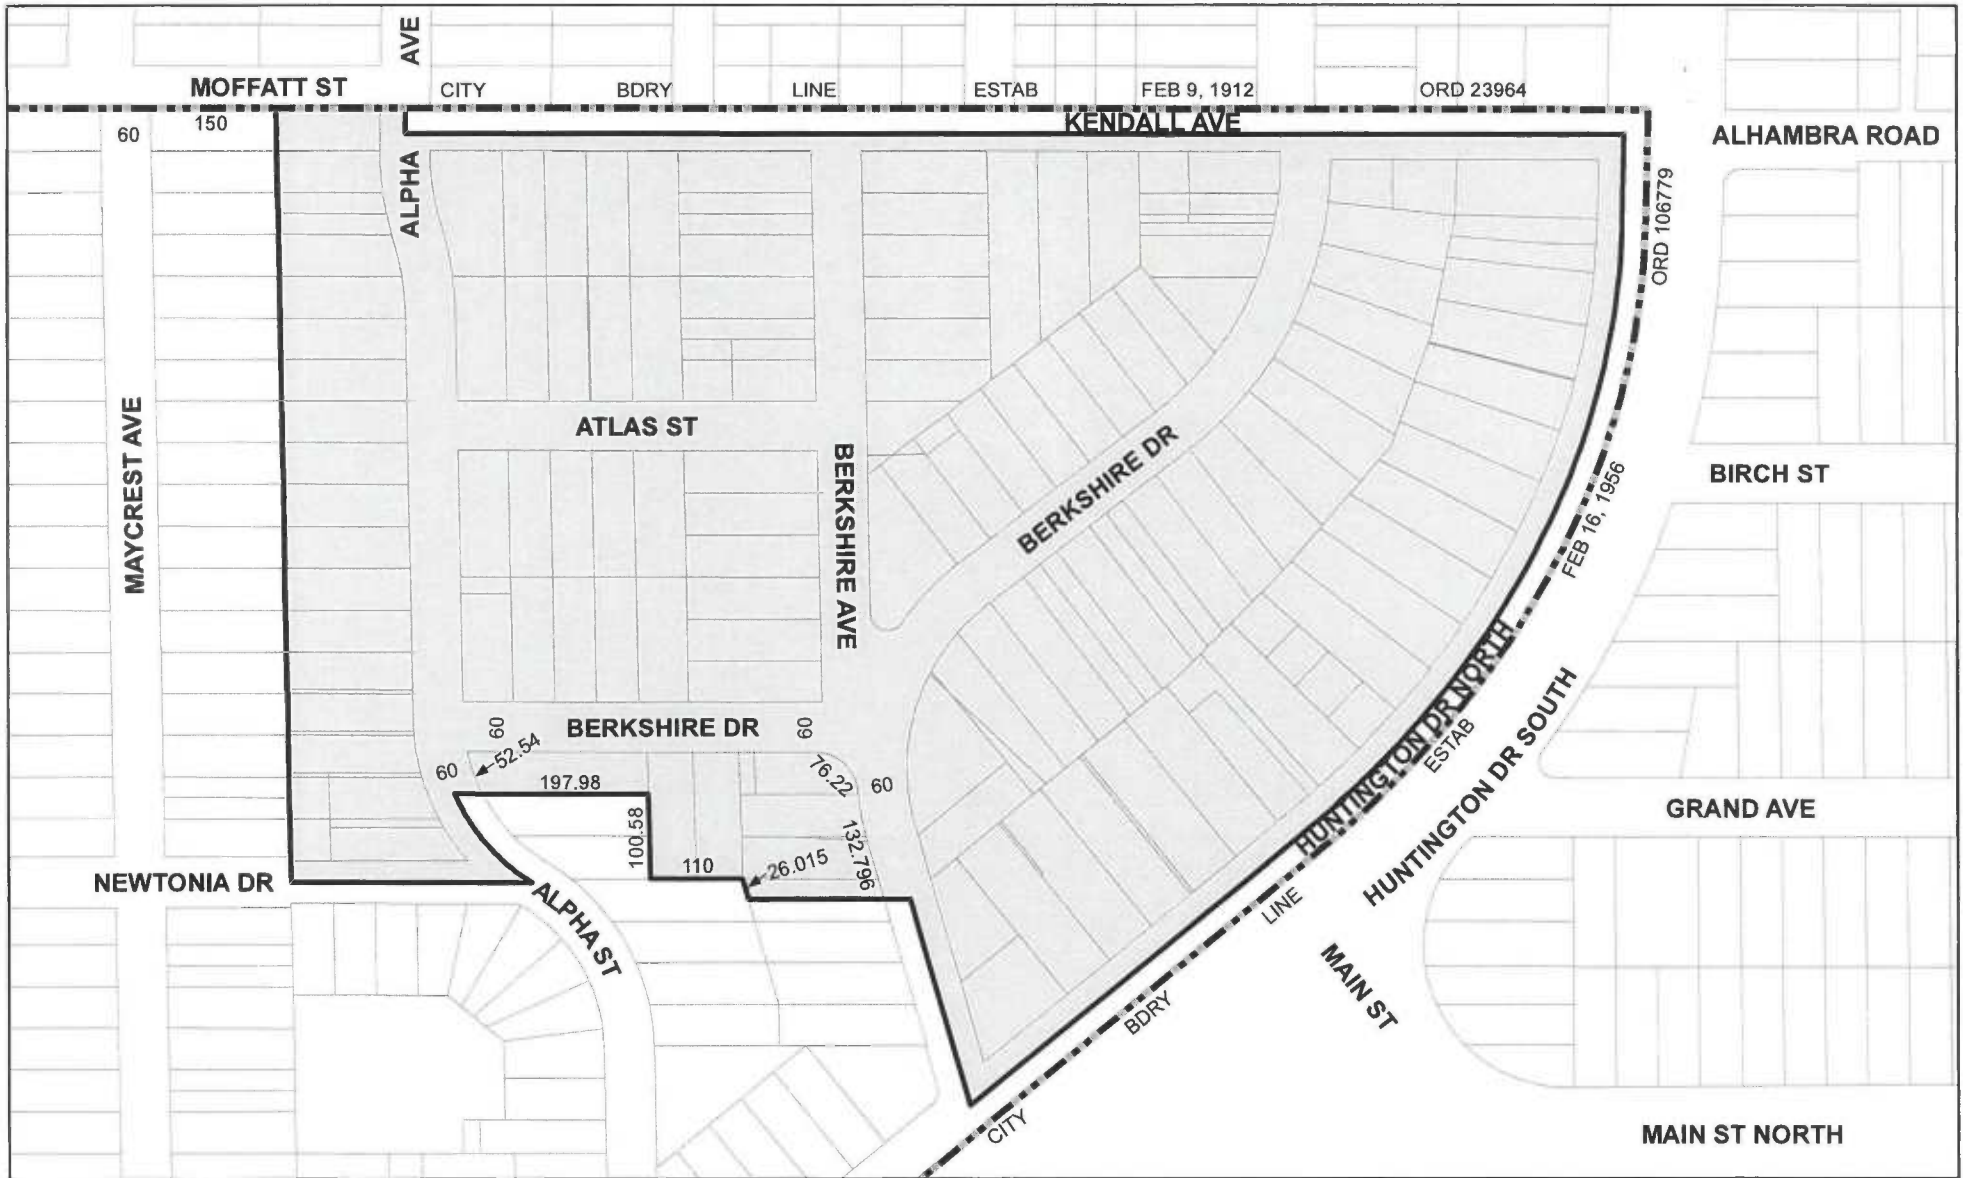 AVE
MOFFATT ST
CITY BDRY LINE ESTAB FEB 9, 1912 ORD 23964
60
150
KENDALL AVE
ALHAMBRA ROAD
ALPHA
ORD 106779
MAYCREST AVE
ATLAS ST
BERKSHIRE AVE
BERKSHIRE DR
BIRCH ST
FEB 16, 1956
HUNTINGTON DR NORTH
HUNTINGTON DR SOUTH
ESTAB
60
BERKSHIRE DR
60
52.54
60
197.98
76.22
60
GRAND AVE
100.58
132.796
110
26.015
NEWTONIA DR
ALPHA ST
LINE
MAIN ST
BDRY
CITY
MAIN ST NORTH